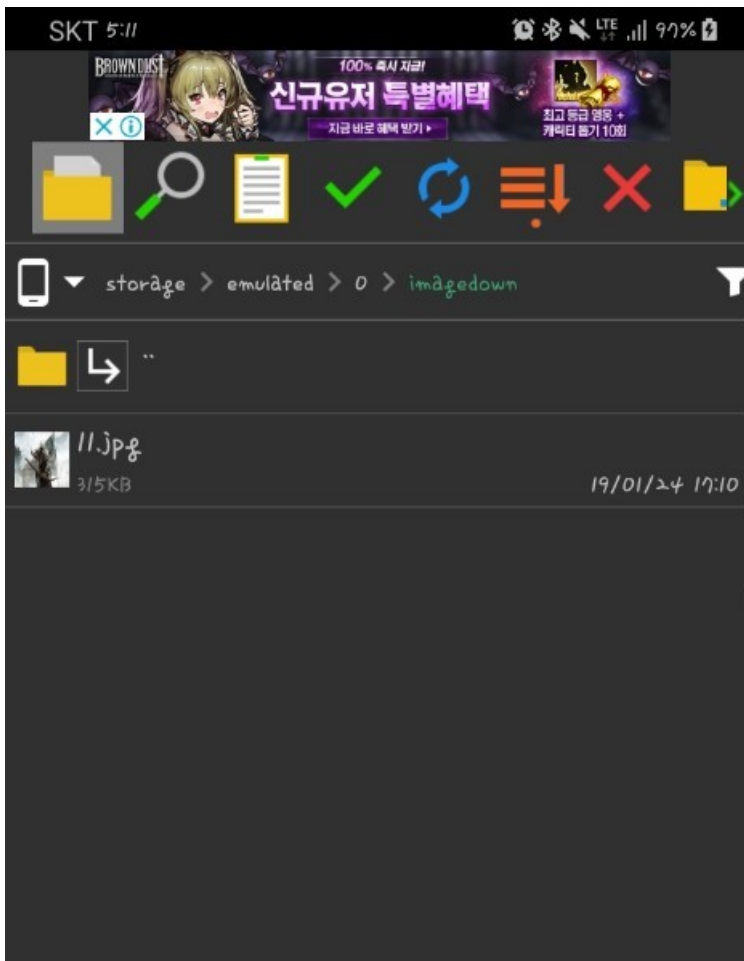 SKT 5:11 LTE 97%
BROWNDUST
100% 즉시 지급!
신규유저 특별혜택
지금 바로 혜택 받기
최고 등급 영웅 +
캐릭터 뽑기 10회
storage > emulated > 0 > imagedown
..
11.jpg
315KB 19/01/24 17:10